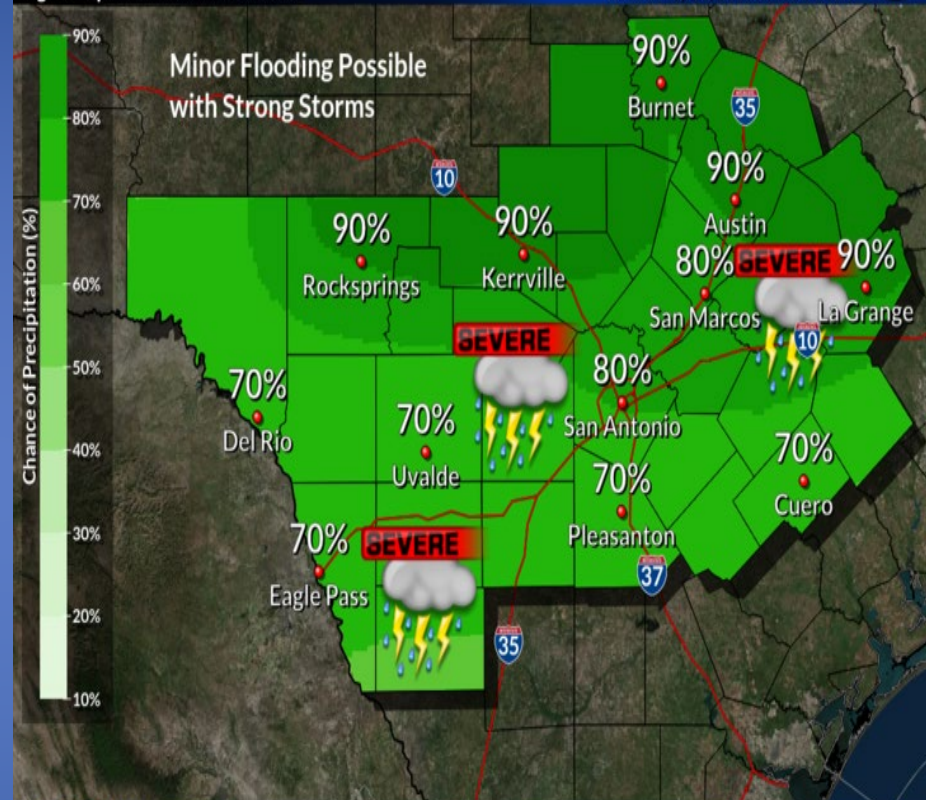 Minor Flooding Possible
with Strong Storms
Chance of Precipitation (%)
90%
80%
70%
60%
50%
40%
30%
20%
10%
90%
Burnet
35
10
90%
Austin
90%
Rocksprings
90%
Kerrville
80%
San Marcos
SEVERE
90%
La Grange
10
SEVERE
80%
San Antonio
70%
Del Rio
70%
Uvalde
70%
Pleasanton
70%
Cuero
70%
Eagle Pass
SEVERE
37
35